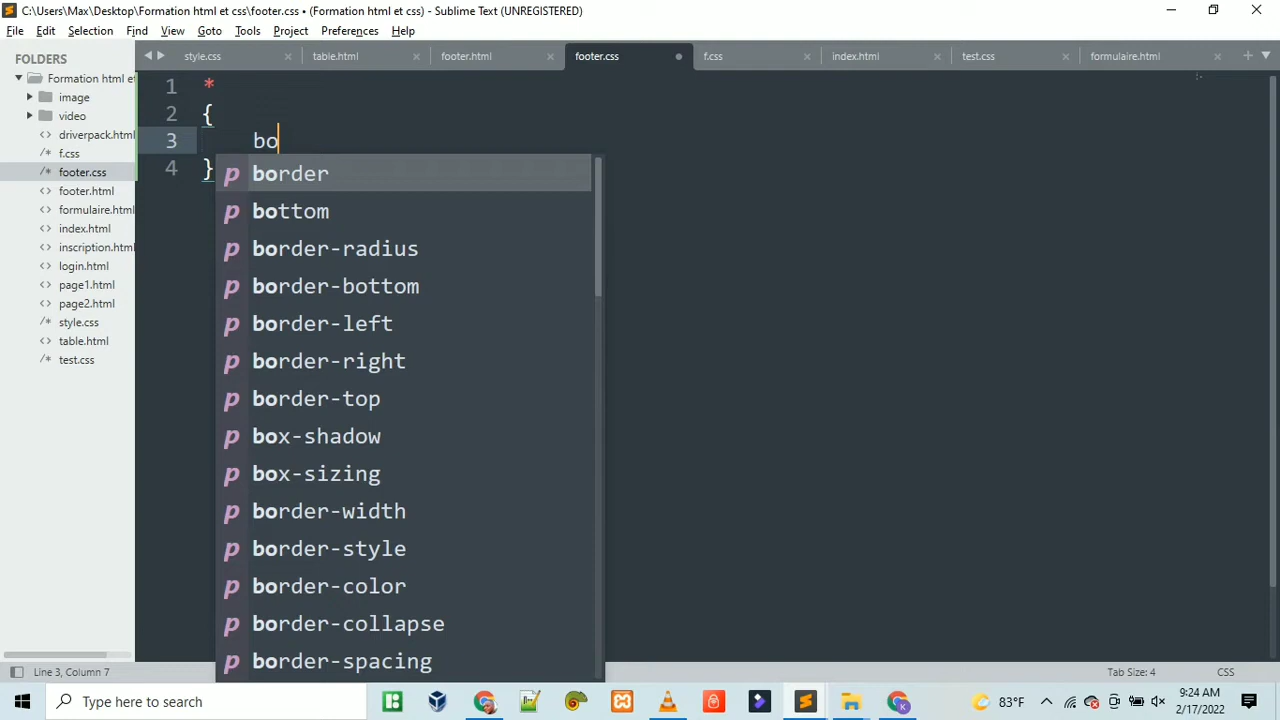 C:\Users\Max\Desktop\Formation html et css\footer.css • (Formation html et css) - Sublime Text (UNREGISTERED)
File Edit Selection Find View Goto Tools Project Preferences Help
FOLDERS
Formation html et
image
video
driverpack.html
f.css
footer.css
footer.html
formulaire.html
index.html
inscription.html
login.html
page1.html
page2.html
style.css
table.html
test.css
style.css table.html footer.html footer.css f.css index.html test.css formulaire.html
1 *
2 {
3 bo
4 }
p border
p bottom
p border-radius
p border-bottom
p border-left
p border-right
p border-top
p box-shadow
p box-sizing
p border-width
p border-style
p border-color
p border-collapse
p border-spacing
Line 3, Column 7 Tab Size: 4 CSS
Type here to search 83°F 9:24 AM
2/17/2022